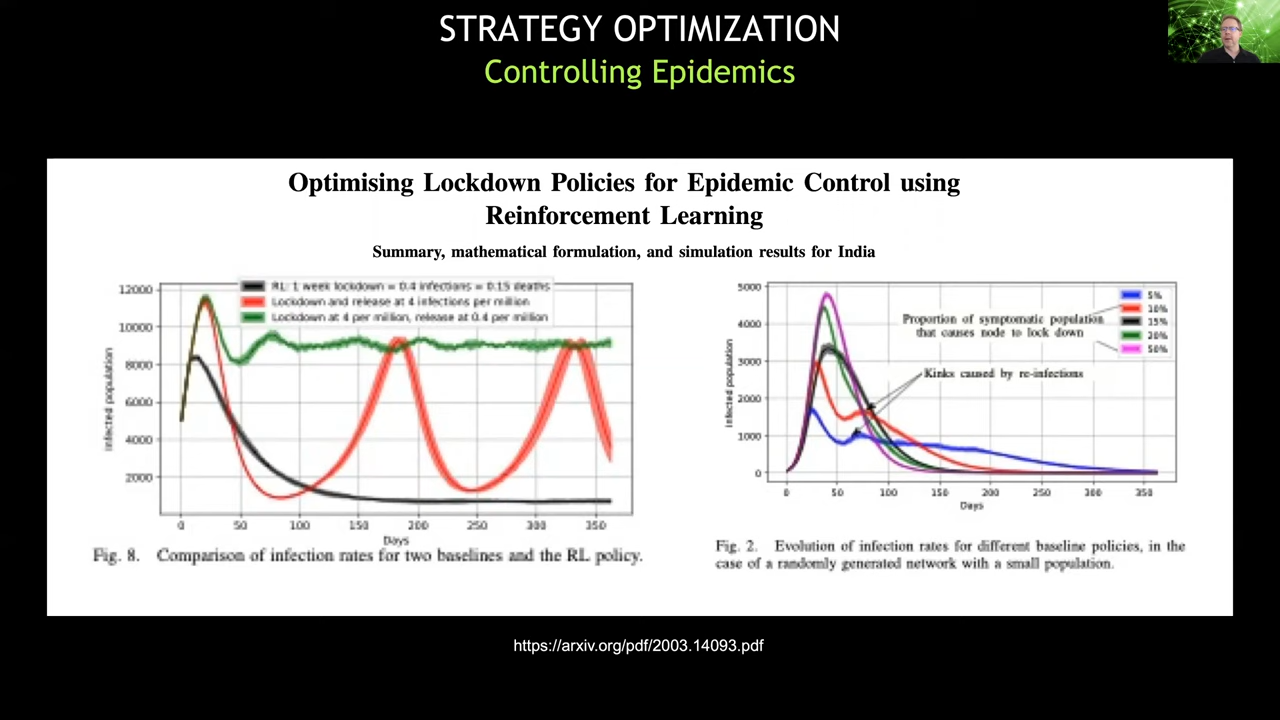 STRATEGY OPTIMIZATION
Controlling Epidemics
Optimising Lockdown Policies for Epidemic Control using
Reinforcement Learning
Summary, mathematical formulation, and simulation results for India
RL: 1 week lockdown = 0.4 infections = 0.15 deaths
Lockdown and release at 4 infections per million
Lockdown at 4 per million, release at 0.4 per million
12000
10000
8000
6000
4000
2000
Infected population
0 50 100 150 200 250 300 350
Days
Fig. 8. Comparison of infection rates for two baselines and the RL policy.
5%
10%
15%
20%
50%
Proportion of symptomatic population
that causes node to lock down
Kinks caused by re-infections
5000
4000
3000
2000
1000
0
Infected population
0 50 100 150 200 250 300 350
Days
Fig. 2. Evolution of infection rates for different baseline policies, in the
case of a randomly generated network with a small population.
https://arxiv.org/pdf/2003.14093.pdf